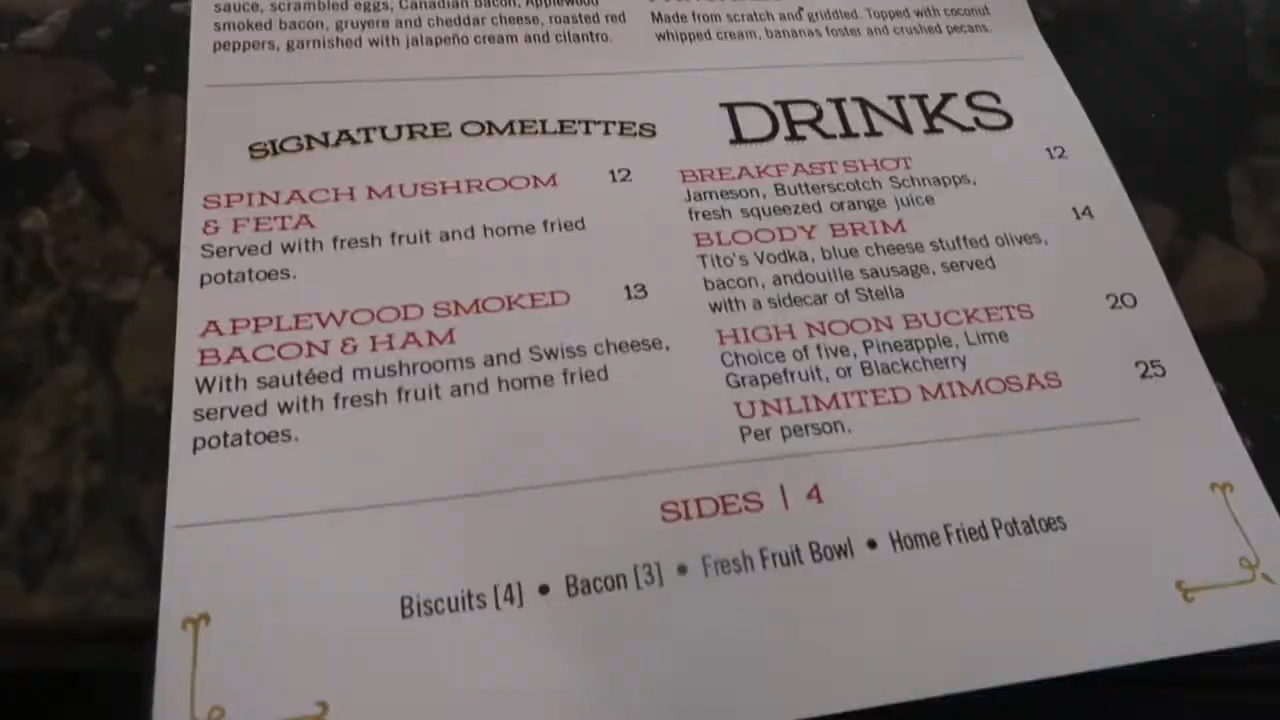 sauce, scrambled eggs, Canadian bacon, Applewood
smoked bacon, gruyere and cheddar cheese, roasted red
peppers, garnished with jalapeño cream and cilantro.
Made from scratch and griddled. Topped with coconut
whipped cream, bananas foster and crushed pecans.
SIGNATURE OMELETTES
SPINACH MUSHROOM 12
& FETA
Served with fresh fruit and home fried
potatoes.
APPLEWOOD SMOKED 13
BACON & HAM
With sautéed mushrooms and Swiss cheese,
served with fresh fruit and home fried
potatoes.
DRINKS
BREAKFAST SHOT 12
Jameson, Butterscotch Schnapps,
fresh squeezed orange juice
BLOODY BRIM 14
Tito's Vodka, blue cheese stuffed olives,
bacon, andouille sausage, served
with a sidecar of Stella
HIGH NOON BUCKETS 20
Choice of five, Pineapple, Lime
Grapefruit, or Blackcherry
UNLIMITED MIMOSAS 25
Per person.
SIDES | 4
Biscuits [4] • Bacon [3] • Fresh Fruit Bowl • Home Fried Potatoes